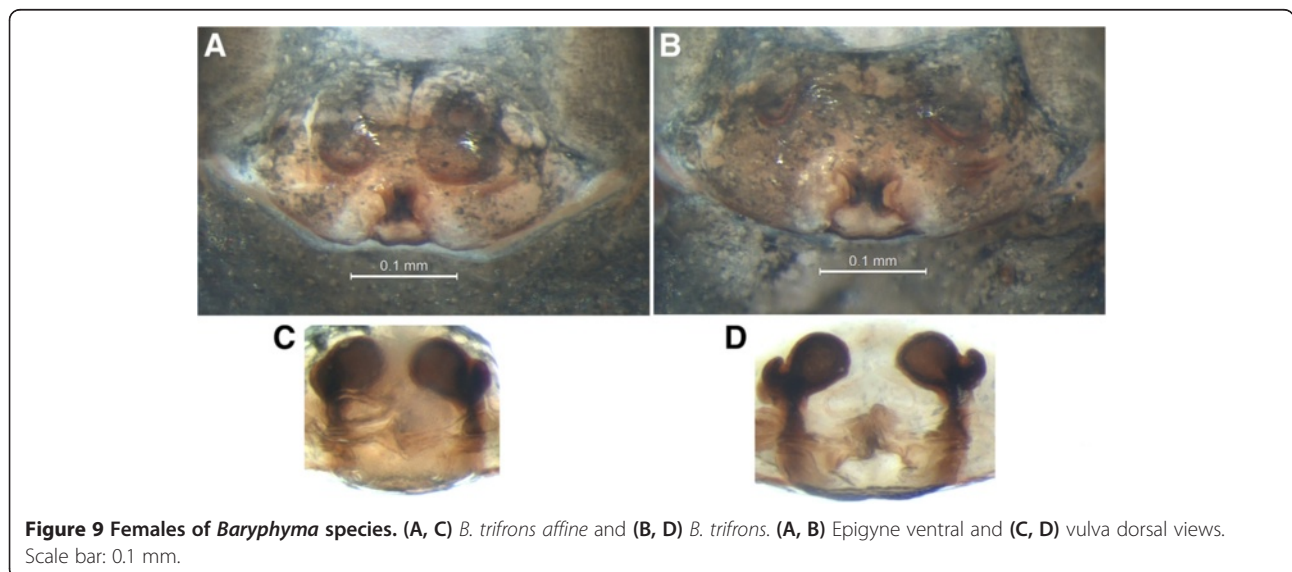 A
B
0.1 mm
0.1 mm
C
D
Figure 9 Females of Baryphyma species. (A, C) B. trifrons affine and (B, D) B. trifrons. (A, B) Epigyne ventral and (C, D) vulva dorsal views.
Scale bar: 0.1 mm.